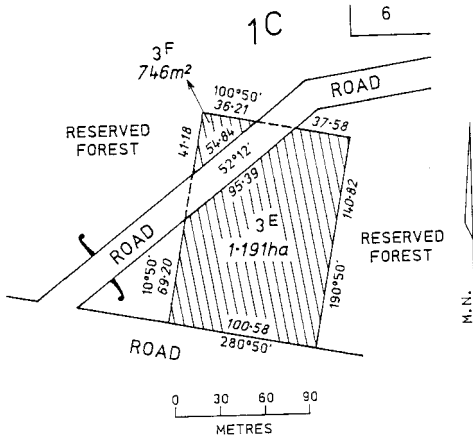 1C
6
3F
746m²
100°50'
36·21
ROAD
RESERVED
FOREST
41·18
54·84
52°12'
95·39
37·58
140·82
3E
1·191ha
RESERVED
FOREST
ROAD
10°50'
69·20
190°50'
100·58
280°50'
ROAD
M.N.
0 30 60 90
METRES